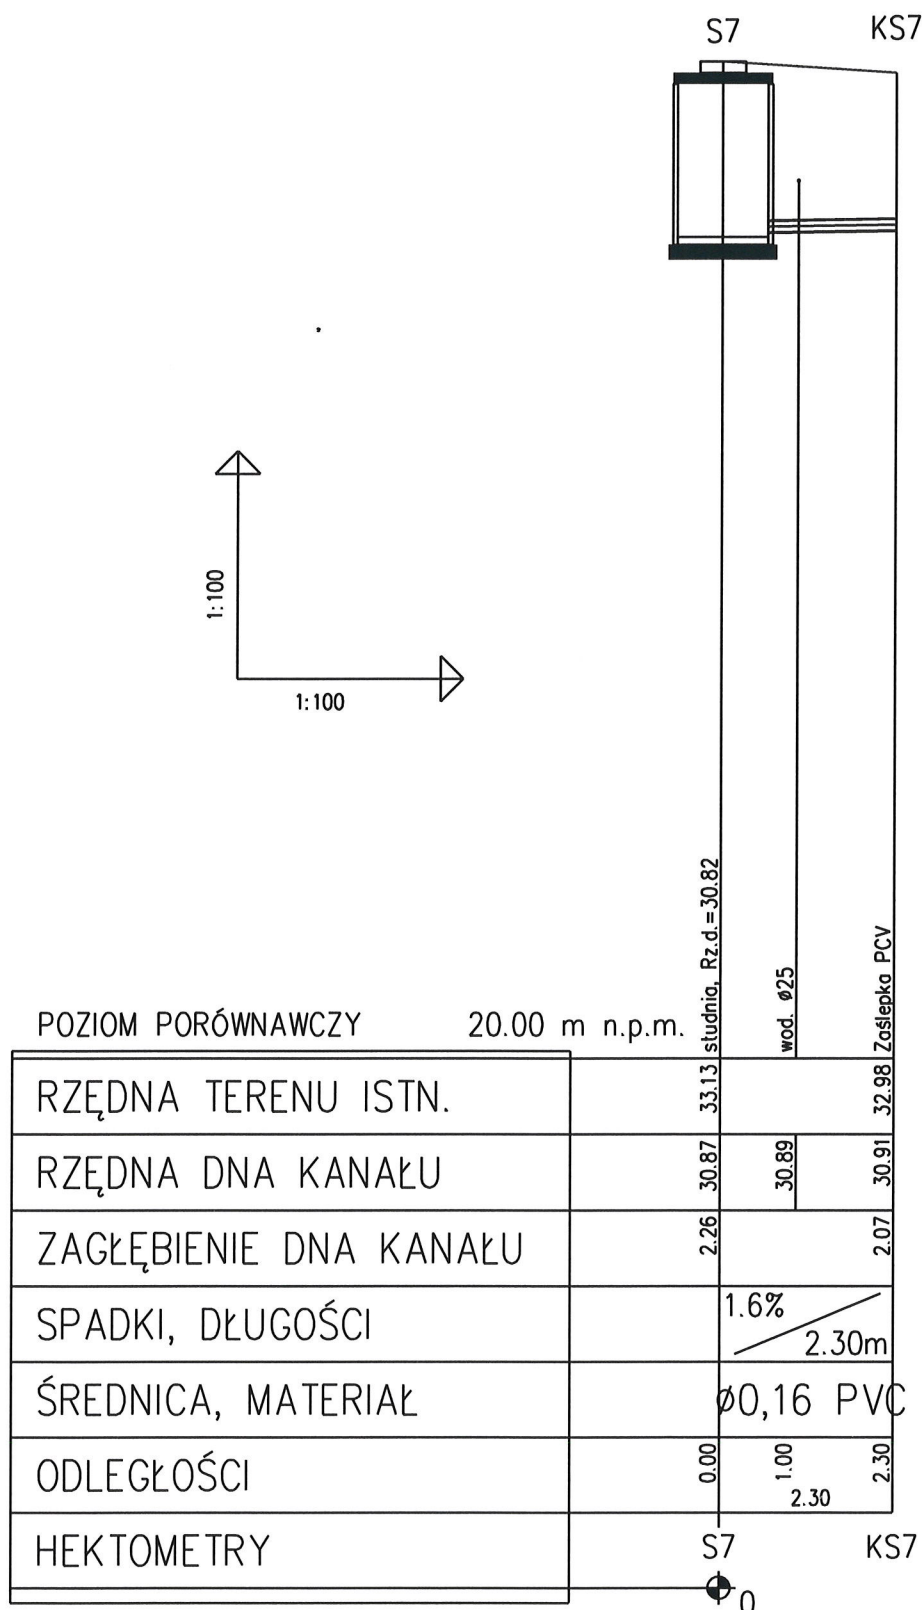 S7 KS7
1:100
1:100
studnia, Rz.d.=30.82
wod. ø25
Zaślepka PCV
POZIOM PORÓWNAWCZY 20.00 m n.p.m.
RZĘDNA TERENU ISTN. 33.13 32.98
RZĘDNA DNA KANAŁU 30.87 30.89 30.91
ZAGŁĘBIENIE DNA KANAŁU 2.26 2.07
SPADKI, DŁUGOŚCI 1.6% 2.30m
ŚREDNICA, MATERIAŁ ø0,16 PVC
ODLEGŁOŚCI 0.00 1.00 2.30
2.30
HEKTOMETRY S7 KS7
0